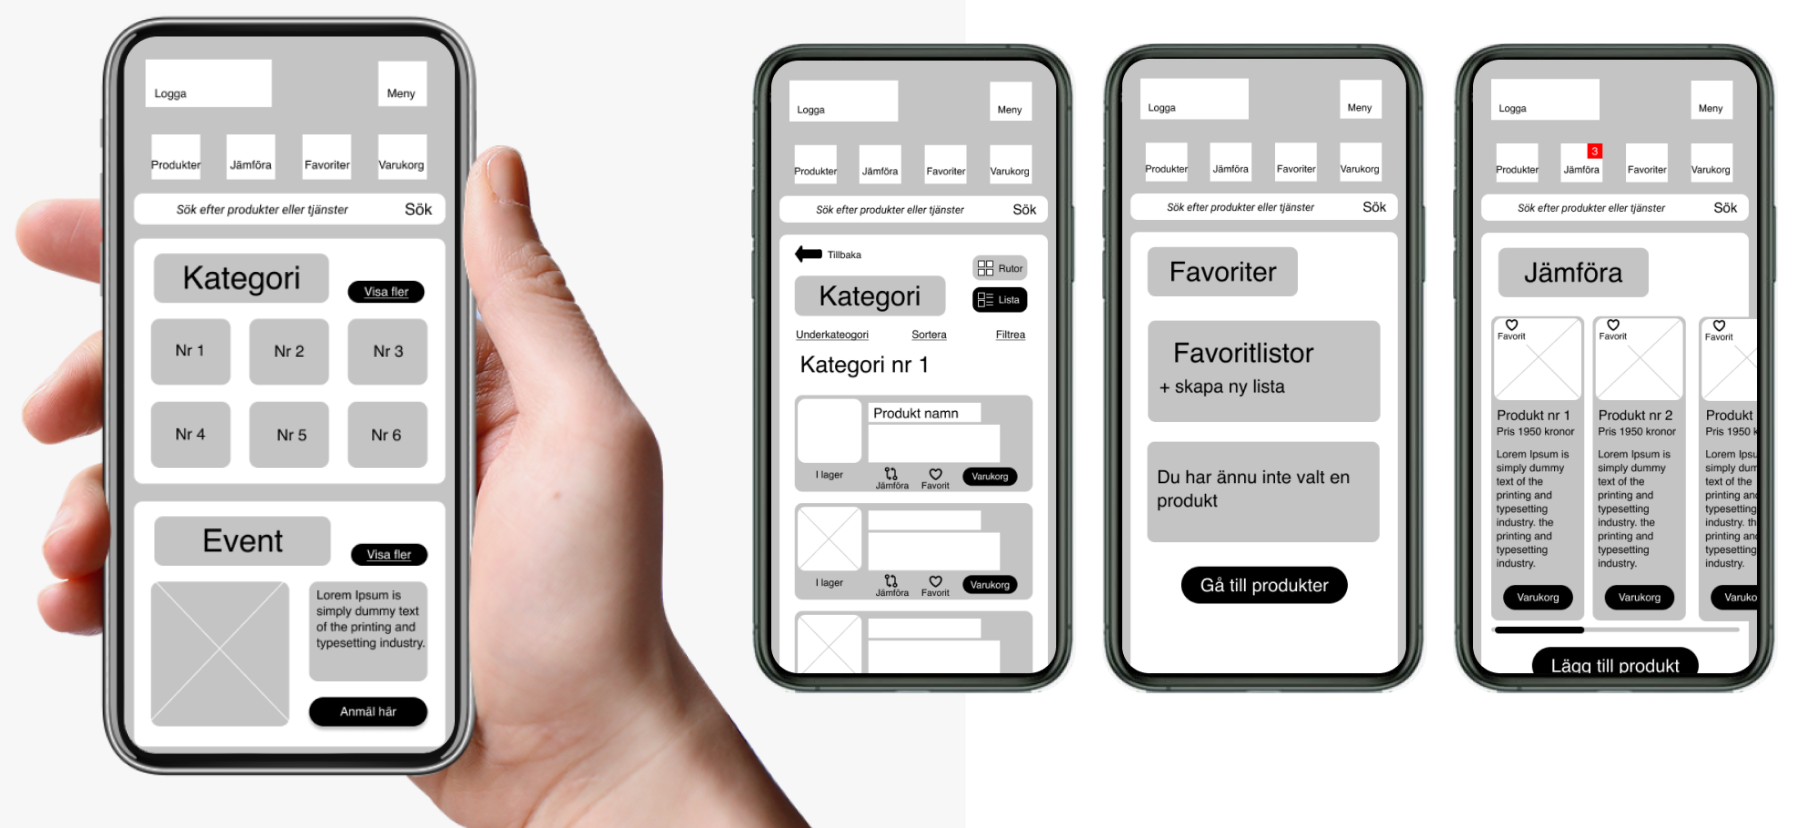 Logga
Meny
Produkter
Jämföra
Favoriter
Varukorg
Sök efter produkter eller tjänster
Sök
Kategori
Visa fler
Nr 1
Nr 2
Nr 3
Nr 4
Nr 5
Nr 6
Event
Visa fler
Lorem Ipsum is
simply dummy text
of the printing and
typesetting industry.
Anmäl här
Logga
Meny
Produkter
Jämföra
Favoriter
Varukorg
Sök efter produkter eller tjänster
Sök
Tillbaka
Rutor
Kategori
Lista
Underkateogori
Sortera
Filtrea
Kategori nr 1
Produkt namn
I lager
Jämföra
Favorit
Varukorg
I lager
Jämföra
Favorit
Varukorg
Logga
Meny
Produkter
Jämföra
Favoriter
Varukorg
Sök efter produkter eller tjänster
Sök
Favoriter
Favoritlistor
+ skapa ny lista
Du har ännu inte valt en
produkt
Gå till produkter
Logga
Meny
3
Produkter
Jämföra
Favoriter
Varukorg
Sök efter produkter eller tjänster
Sök
Jämföra
Favorit
Produkt nr 1
Pris 1950 kronor
Lorem Ipsum is
simply dummy
text of the
printing and
typesetting
industry. the
printing and
typesetting
industry.
Varukorg
Favorit
Produkt nr 2
Pris 1950 kronor
Lorem Ipsum is
simply dummy
text of the
printing and
typesetting
industry. the
printing and
typesetting
industry.
Varukorg
Favorit
Produkt
Pris 1950 k
Lorem Ipsu
simply dum
text of the
printing and
typesetting
industry. th
printing and
typesetting
industry.
Varuko
Lägg till produkt